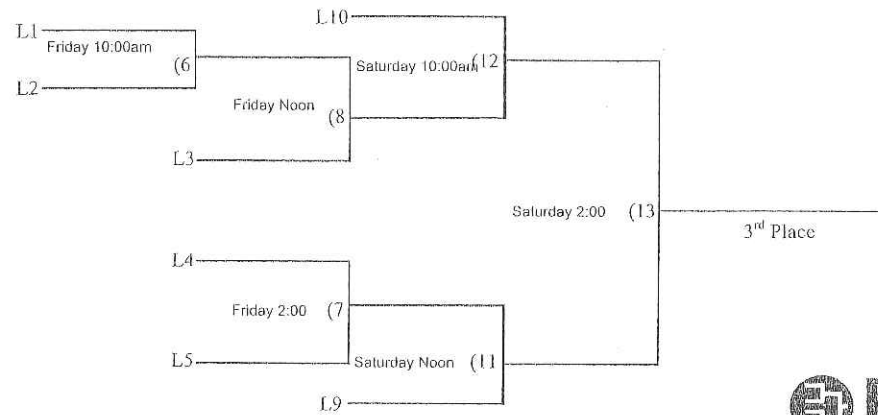 L10
L1
Friday 10:00am
(6
Saturday 10:00am
(12
L2
Friday Noon
(8
L3
Saturday 2:00
(13
3rd Place
L4
Friday 2:00
(7
L5
Saturday Noon
(11
L9